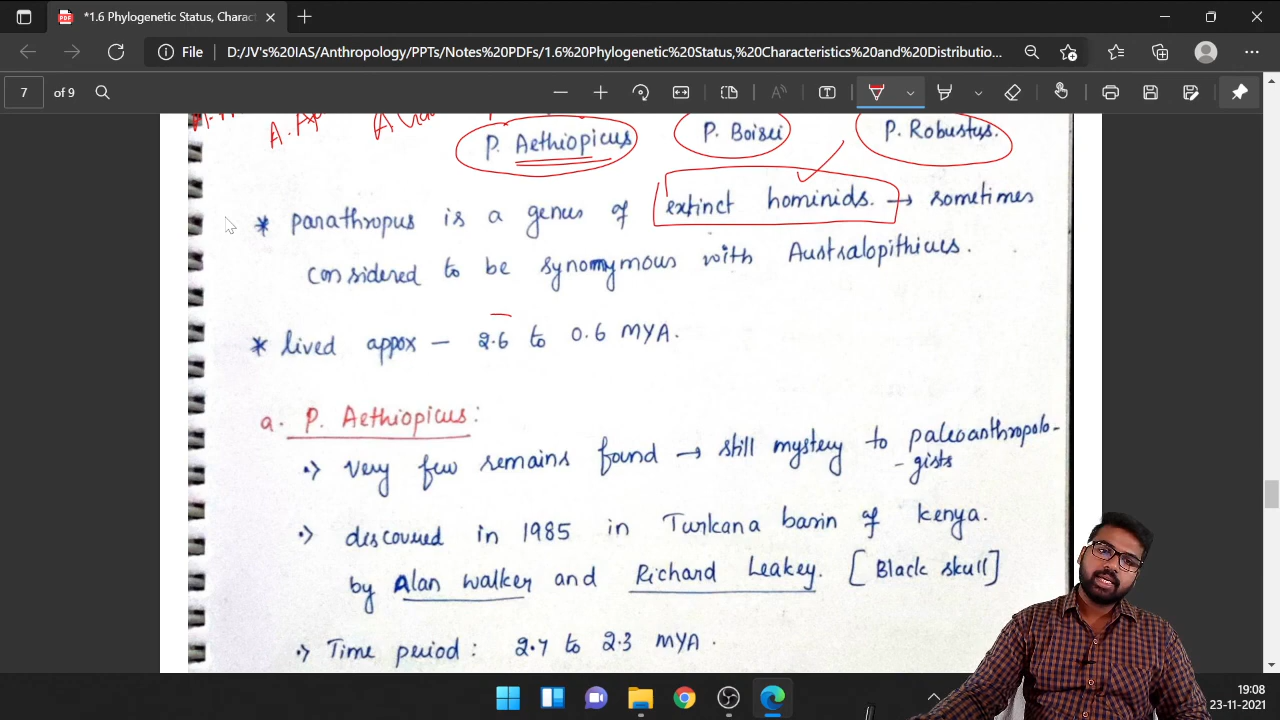 *1.6 Phylogenetic Status, Charact
File D:/JV's%20IAS/Anthropology/PPTs/Notes%20PDFs/1.6%20Phylogenetic%20Status,%20Characteristics%20and%20Distributio...
7 of 9
P. Aethiopicus P. Boisei P. Robustus.
* parathropus is a genus of extinct hominids. → sometimes
considered to be synonymous with Australopithicus.
* lived appox — 2.6 to 0.6 MYA.
a. P. Aethiopicus:
very few remains found → still mystery to paleoanthropolo-
-gists
discovered in 1985 in Turkana basin of kenya.
by Alan walker and Richard Leakey. [Black skull]
Time period: 2.7 to 2.3 MYA.
19:08
23-11-2021